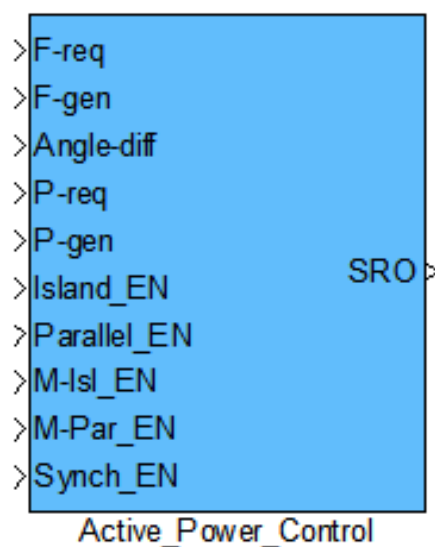 F-req
F-gen
Angle-diff
P-req
P-gen
SRO
Island_EN
Parallel_EN
M-Isl_EN
M-Par_EN
Synch_EN
Active_Power_Control